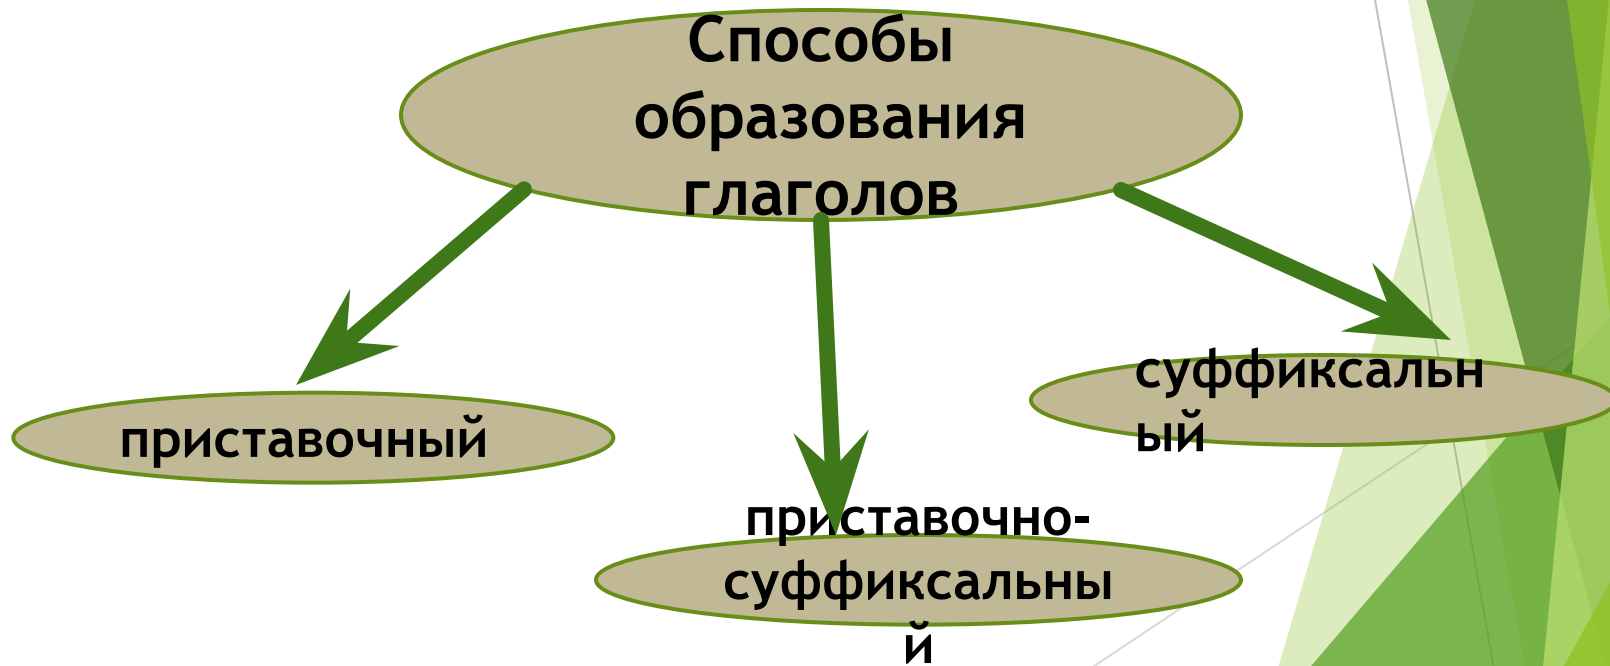 Способы
образования
глаголов
приставочный
приставочно-
суффиксальны
й
суффиксальн
ый